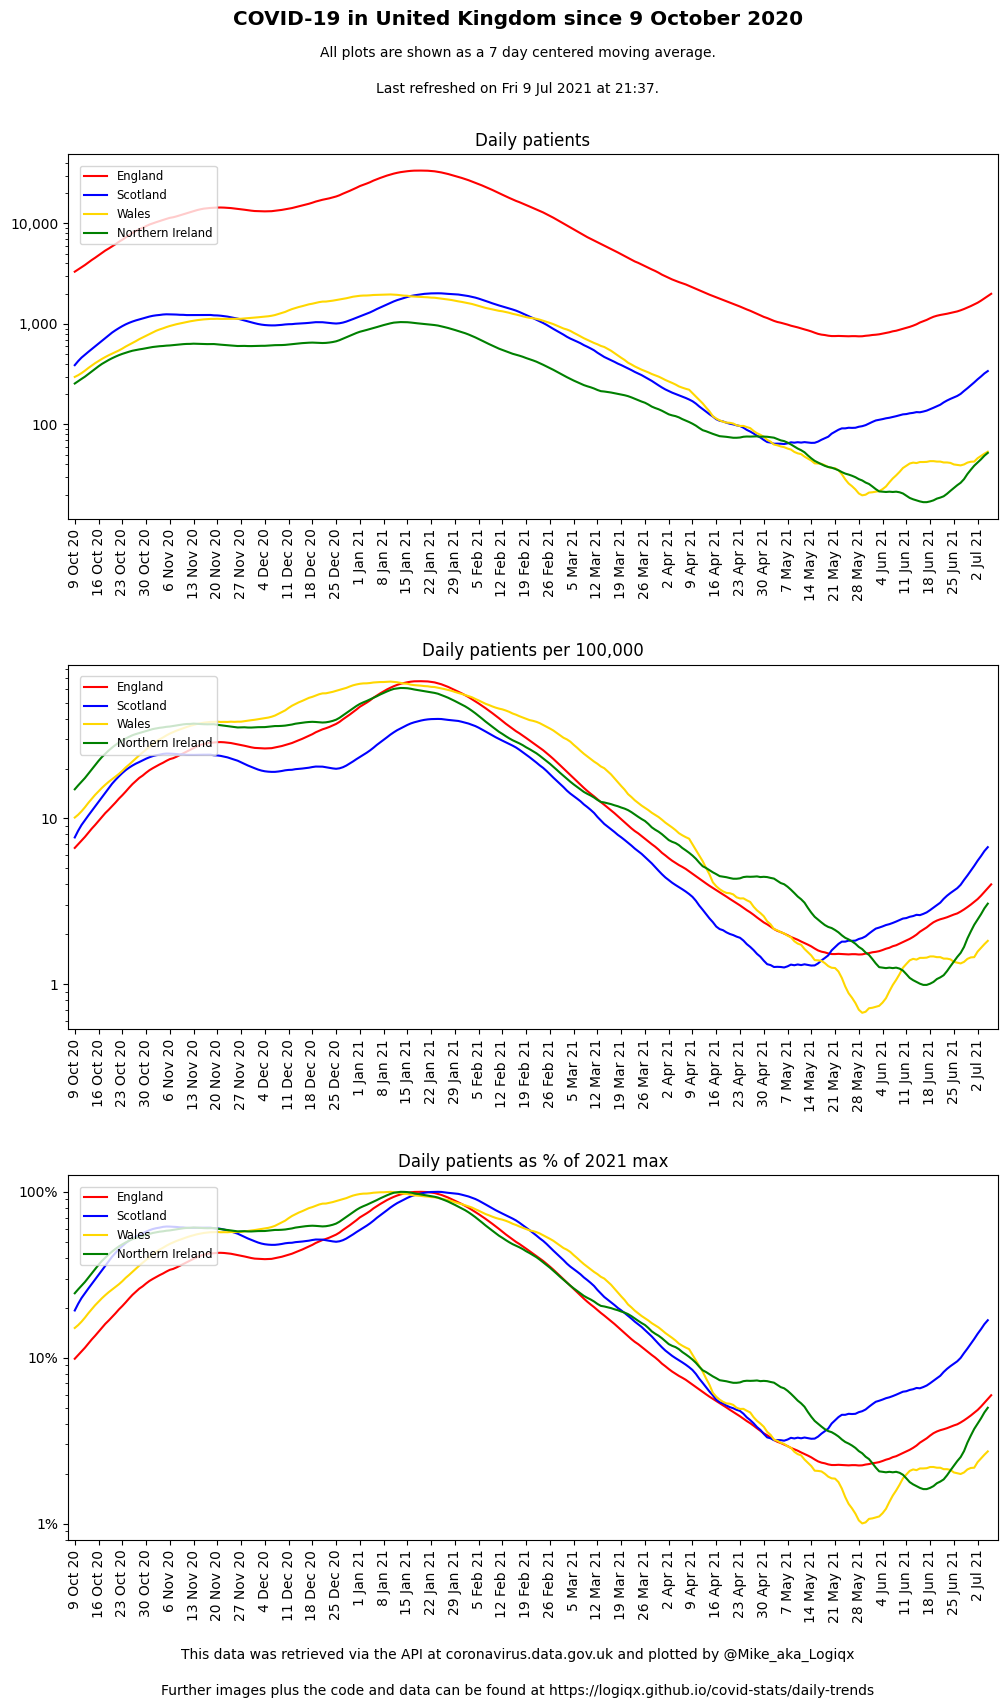 COVID-19 in United Kingdom since 9 October 2020
All plots are shown as a 7 day centered moving average.
Last refreshed on Fri 9 Jul 2021 at 21:37.
Daily patients
England
Scotland
Wales
Northern Ireland
10,000
1,000
100
9 Oct 20
16 Oct 20
23 Oct 20
30 Oct 20
6 Nov 20
13 Nov 20
20 Nov 20
27 Nov 20
4 Dec 20
11 Dec 20
18 Dec 20
25 Dec 20
1 Jan 21
8 Jan 21
15 Jan 21
22 Jan 21
29 Jan 21
5 Feb 21
12 Feb 21
19 Feb 21
26 Feb 21
5 Mar 21
12 Mar 21
19 Mar 21
26 Mar 21
2 Apr 21
9 Apr 21
16 Apr 21
23 Apr 21
30 Apr 21
7 May 21
14 May 21
21 May 21
28 May 21
4 Jun 21
11 Jun 21
18 Jun 21
25 Jun 21
2 Jul 21
Daily patients per 100,000
England
Scotland
Wales
Northern Ireland
10
1
9 Oct 20
16 Oct 20
23 Oct 20
30 Oct 20
6 Nov 20
13 Nov 20
20 Nov 20
27 Nov 20
4 Dec 20
11 Dec 20
18 Dec 20
25 Dec 20
1 Jan 21
8 Jan 21
15 Jan 21
22 Jan 21
29 Jan 21
5 Feb 21
12 Feb 21
19 Feb 21
26 Feb 21
5 Mar 21
12 Mar 21
19 Mar 21
26 Mar 21
2 Apr 21
9 Apr 21
16 Apr 21
23 Apr 21
30 Apr 21
7 May 21
14 May 21
21 May 21
28 May 21
4 Jun 21
11 Jun 21
18 Jun 21
25 Jun 21
2 Jul 21
Daily patients as % of 2021 max
England
Scotland
Wales
Northern Ireland
100%
10%
1%
9 Oct 20
16 Oct 20
23 Oct 20
30 Oct 20
6 Nov 20
13 Nov 20
20 Nov 20
27 Nov 20
4 Dec 20
11 Dec 20
18 Dec 20
25 Dec 20
1 Jan 21
8 Jan 21
15 Jan 21
22 Jan 21
29 Jan 21
5 Feb 21
12 Feb 21
19 Feb 21
26 Feb 21
5 Mar 21
12 Mar 21
19 Mar 21
26 Mar 21
2 Apr 21
9 Apr 21
16 Apr 21
23 Apr 21
30 Apr 21
7 May 21
14 May 21
21 May 21
28 May 21
4 Jun 21
11 Jun 21
18 Jun 21
25 Jun 21
2 Jul 21
This data was retrieved via the API at coronavirus.data.gov.uk and plotted by @Mike_aka_Logiqx
Further images plus the code and data can be found at https://logiqx.github.io/covid-stats/daily-trends